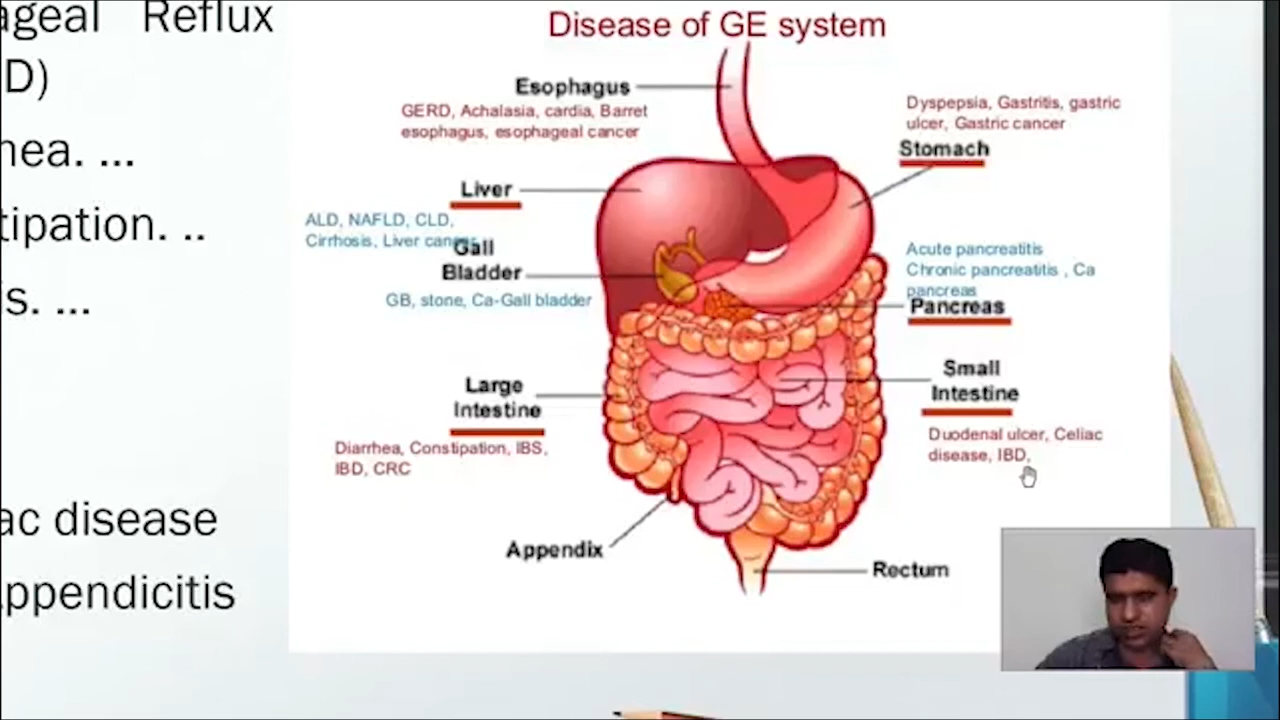 ageal Reflux
D)
nea. ...
tipation. ..
s. ...
ac disease
ppendicitis
Disease of GE system
Esophagus
GERD, Achalasia, cardia, Barret
esophagus, esophageal cancer
Dyspepsia, Gastritis, gastric
ulcer, Gastric cancer
Stomach
Liver
ALD, NAFLD, CLD,
Cirrhosis, Liver cancer
Gall
Bladder
GB, stone, Ca-Gall bladder
Acute pancreatitis
Chronic pancreatitis , Ca
pancreas
Pancreas
Large
Intestine
Diarrhea, Constipation, IBS,
IBD, CRC
Small
Intestine
Duodenal ulcer, Celiac
disease, IBD,
Appendix
Rectum